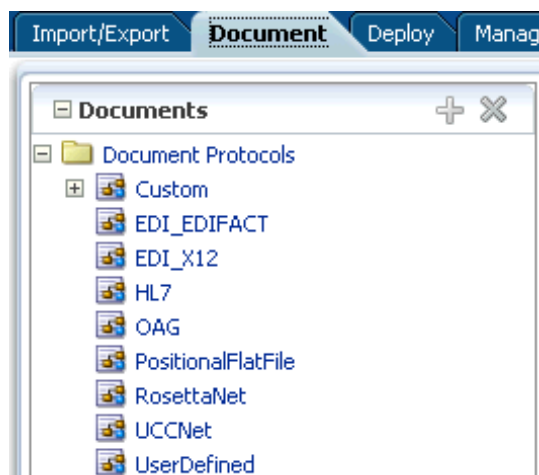 Import/Export Document Deploy Manag
Documents
Document Protocols
Custom
EDI_EDIFACT
EDI_X12
HL7
OAG
PositionalFlatFile
RosettaNet
UCCNet
UserDefined